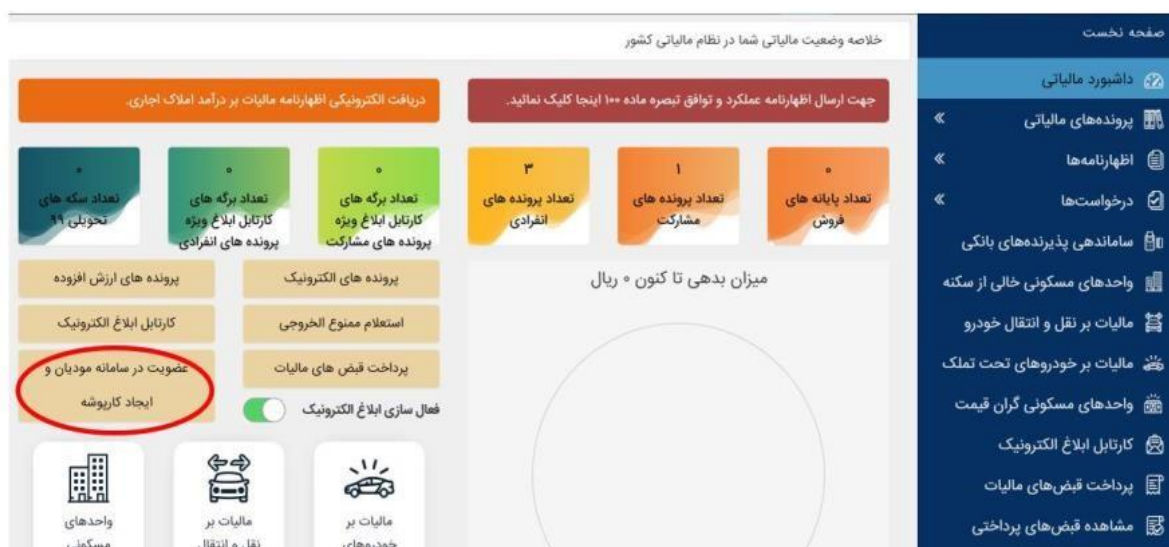 صفحه نخست
داشبورد مالیاتی
پرونده‌های مالیاتی
اظهارنامه‌ها
درخواست‌ها
ساماندهی پذیرنده‌های بانکی
واحدهای مسکونی خالی از سکنه
مالیات بر نقل و انتقال خودرو
مالیات بر خودروهای تحت تملک
واحدهای مسکونی گران قیمت
کارتابل ابلاغ الکترونیک
پرداخت قبض‌های مالیات
مشاهده قبض‌های پرداختی
خلاصه وضعیت مالیاتی شما در نظام مالیاتی کشور
جهت ارسال اظهارنامه عملکرد و توافق تبصره ماده ۱۰۰ اینجا کلیک نمائید.
دریافت الکترونیکی اظهارنامه مالیات بر درآمد املاک اجاری.
۰
تعداد پایانه های
فروش
۱
تعداد پرونده های
مشارکت
۳
تعداد پرونده های
انفرادی
۰
تعداد برگه های
کارتابل ابلاغ ویژه
پرونده های مشارکت
۰
تعداد برگه های
کارتابل ابلاغ ویژه
پرونده های انفرادی
۰
تعداد سکه های
تحویلی ۹۹
میزان بدهی تا کنون ۰ ریال
پرونده های الکترونیک
پرونده های ارزش افزوده
استعلام ممنوع الخروجی
کارتابل ابلاغ الکترونیک
پرداخت قبض های مالیات
عضویت در سامانه مودیان و
ایجاد کارپوشه
فعال سازی ابلاغ الکترونیک
مالیات بر
خودروهای
مالیات بر
نقل و انتقال
واحدهای
مسکونی